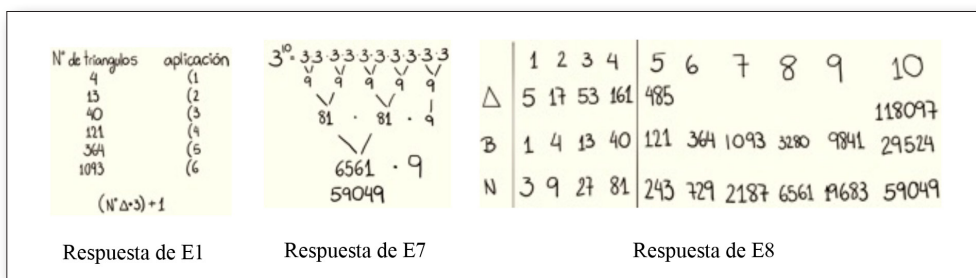 N° de triangulos aplicación
4 (1
13 (2
40 (3
121 (4
364 (5
1093 (6
(N°Δ·3)+1
Respuesta de E1
3¹⁰= 3·3·3·3·3·3·3·3·3·3
9 9 9 9 9
81 · 81 · 9
6561 · 9
59049
Respuesta de E7
1 2 3 4 5 6 7 8 9 10
Δ 5 17 53 161 485 118097
B 1 4 13 40 121 364 1093 3280 9841 29524
N 3 9 27 81 243 729 2187 6561 19683 59049
Respuesta de E8